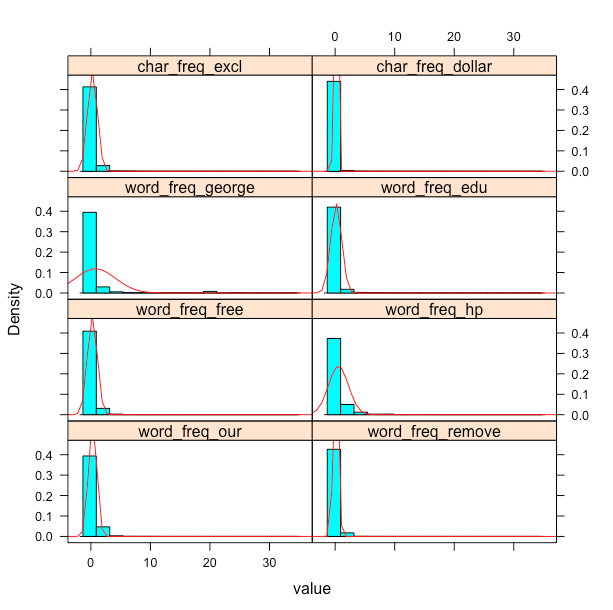 0 10 20 30
char_freq_excl char_freq_dollar
0.4
0.3
0.2
0.1
0.0
word_freq_george word_freq_edu
0.4
0.3
0.2
0.1
0.0
word_freq_free word_freq_hp
0.4
0.3
0.2
0.1
0.0
word_freq_our word_freq_remove
0.4
0.3
0.2
0.1
0.0
0 10 20 30
Density
value